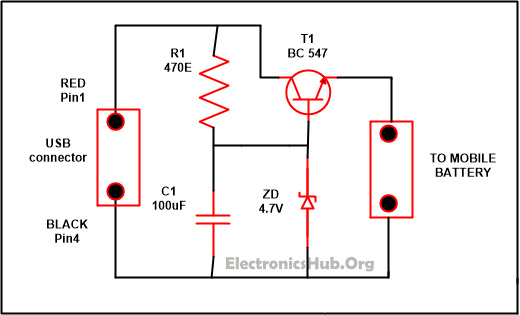 T1
BC 547
R1
470E
RED
Pin1
USB
connector
BLACK
Pin4
C1
100uF
ZD
4.7V
TO MOBILE
BATTERY
ElectronicsHub.Org